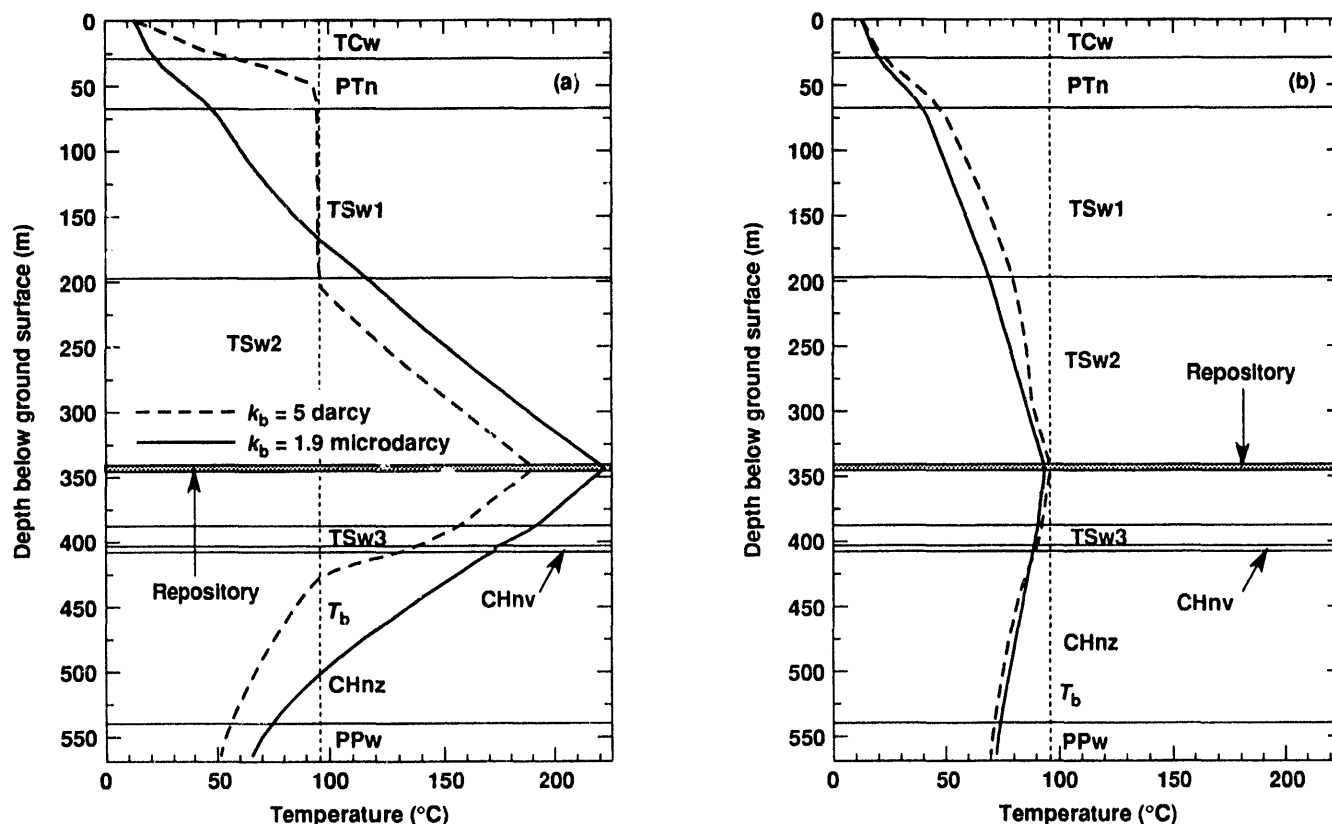 0
50
100
150
200
250
300
350
400
450
500
550
Depth below ground surface (m)
TCw
(a)
PTn
TSw1
TSw2
k_b = 5 darcy
k_b = 1.9 microdarcy
TSw3
Repository
CHnv
T_b
CHnz
PPw
0 50 100 150 200
Temperature (°C)
0
50
100
150
200
250
300
350
400
450
500
550
Depth below ground surface (m)
TCw
(b)
PTn
TSw1
TSw2
Repository
TSw3
CHnv
CHnz
T_b
PPw
0 50 100 150 200
Temperature (°C)